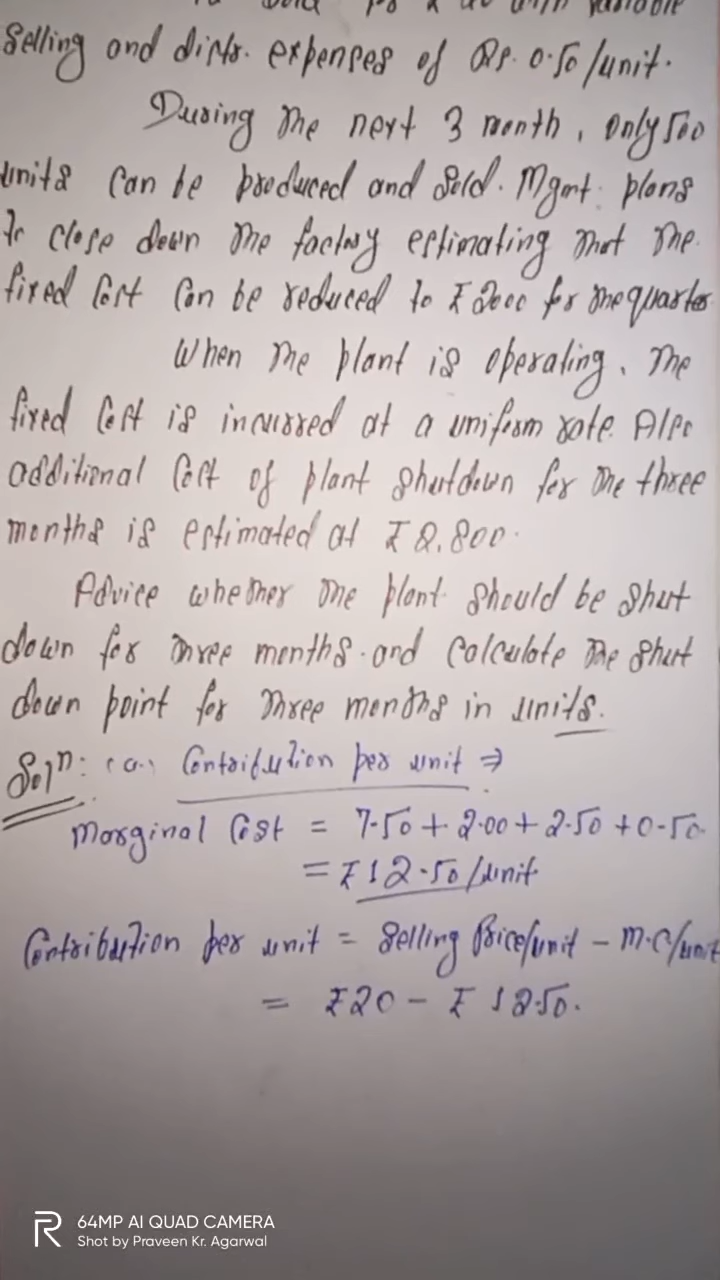 variable
Selling and distr. expenses of Rs. 0.50/unit.
During the next 3 month, only 500
units can be produced and sold. Mgmt. plans
to close down the factory estimating that the
fixed cost can be reduced to ₹2000 for the quarter
When the plant is operating, the
fixed cost is incurred at a uniform rate. Also
additional cost of plant shutdown for the three
months is estimated at ₹2,800.
Advice whether the plant should be shut
down for three months and calculate the shut
down point for three months in units.
Solⁿ: (a) Contribution per unit ⇒
Marginal Cost = 7.50 + 2.00 + 2.50 + 0.50
= ₹12.50/unit
Contribution per unit = Selling Price/unit – M.C/unit
= ₹20 – ₹12.50.
R 64MP AI QUAD CAMERA
Shot by Praveen Kr. Agarwal